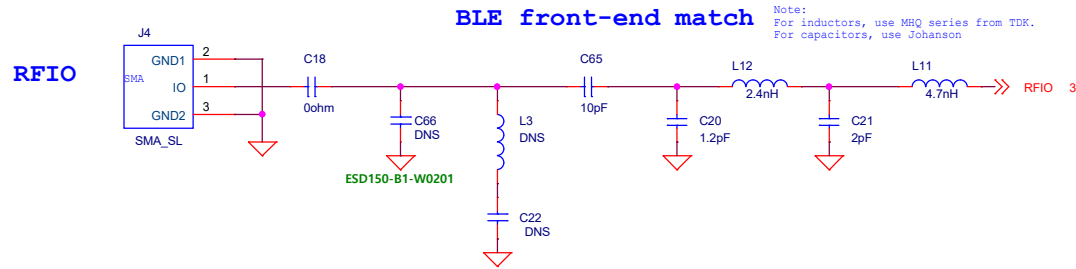 BLE front-end match
Note:
For inductors, use MHQ series from TDK.
For capacitors, use Johanson
RFIO
J4
SMA
GND1
2
IO
1
GND2
3
SMA_SL
C18
0ohm
C66
DNS
ESD150-B1-W0201
L3
DNS
C22
DNS
C65
10pF
C20
1.2pF
L12
2.4nH
C21
2pF
L11
4.7nH
RFIO 3